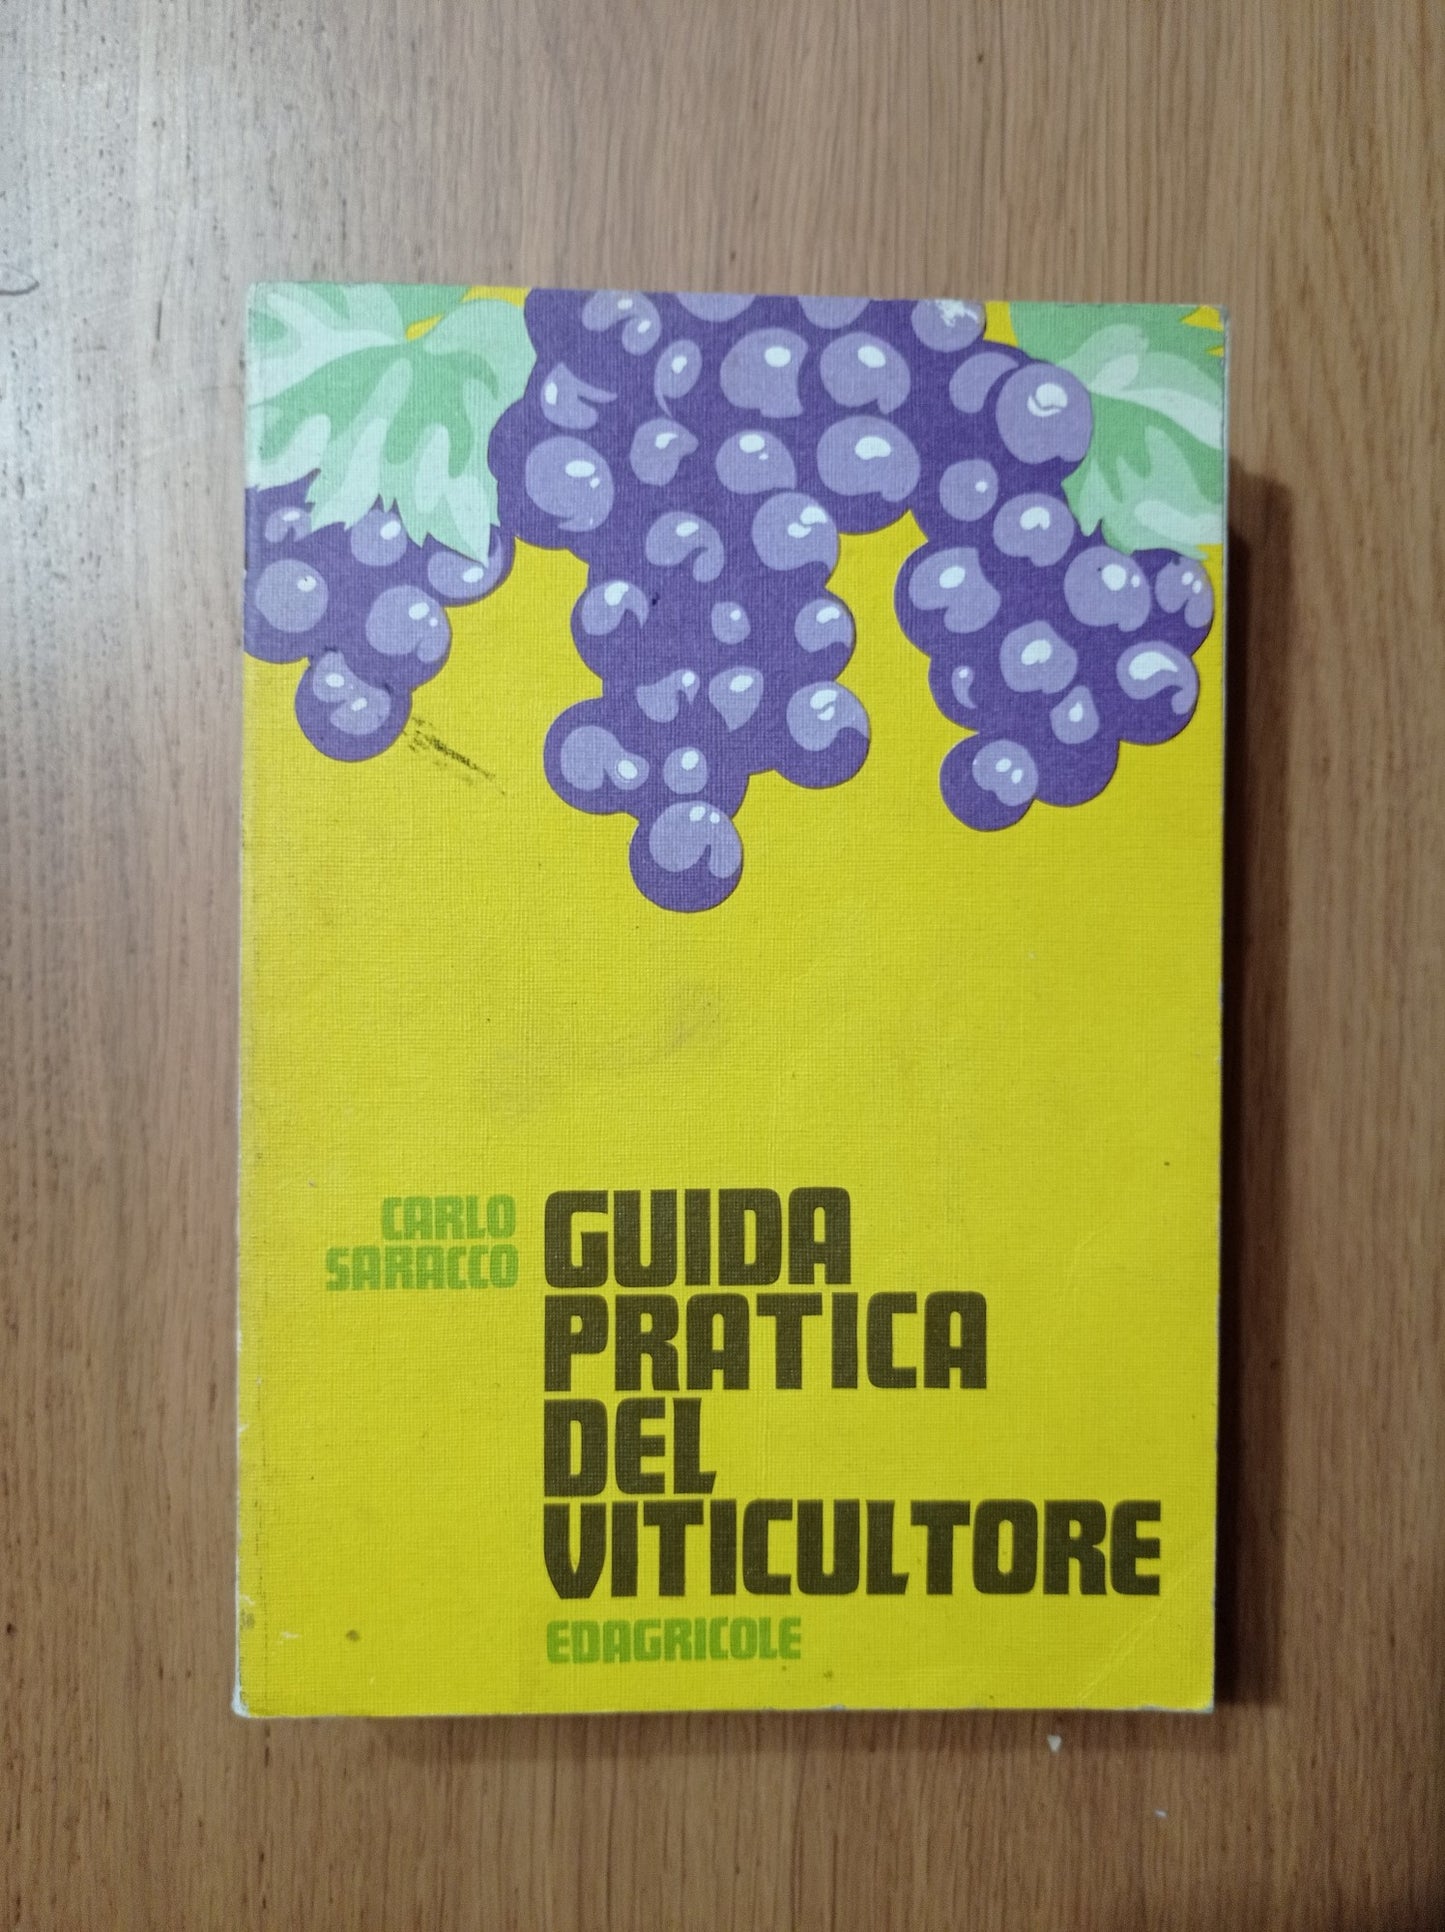 CARLO
SARACCO
GUIDA
PRATICA
DEL
VITICULTORE
EDAGRICOLE